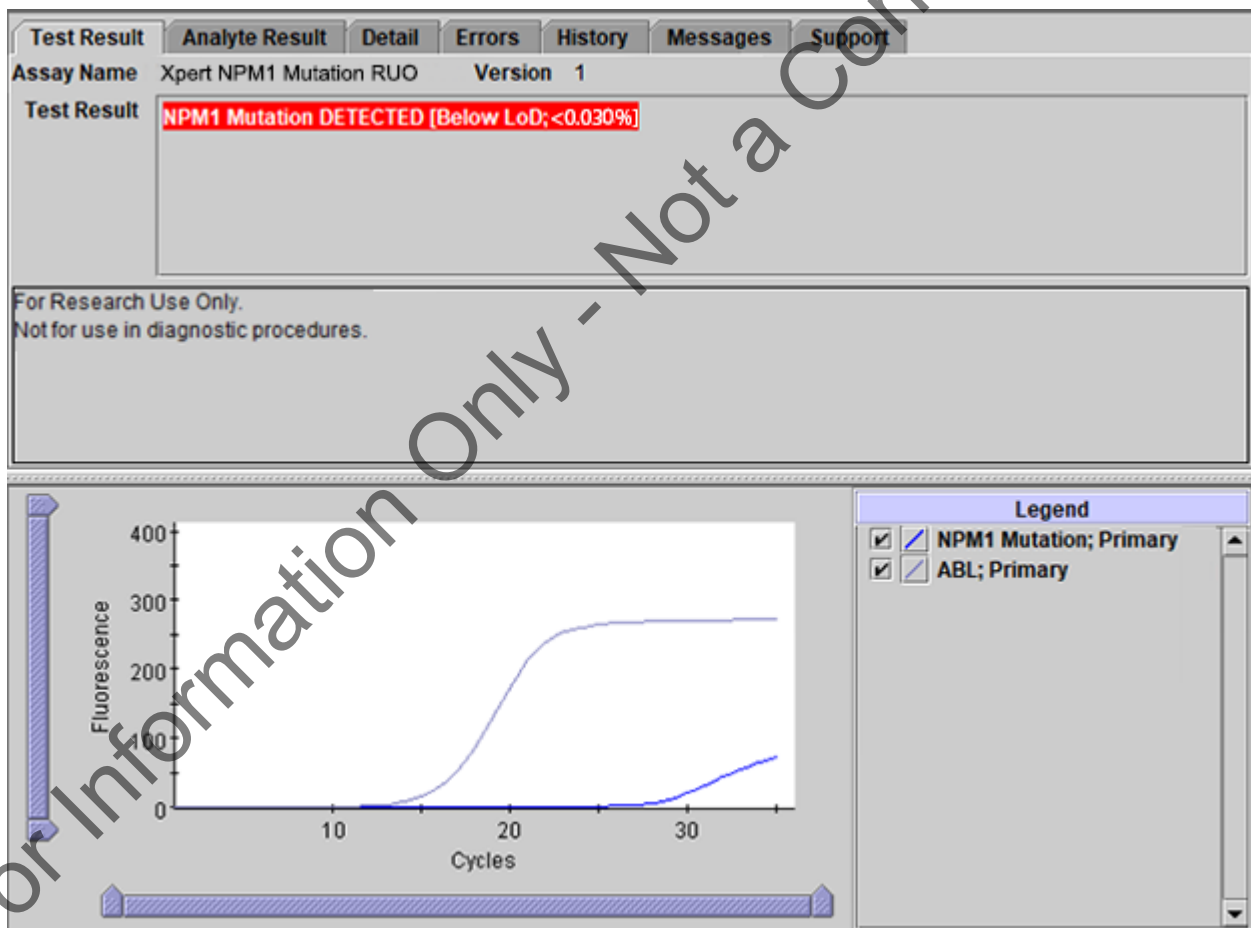 Test Result Analyte Result Detail Errors History Messages Support
Assay Name Xpert NPM1 Mutation RUO Version 1
Test Result NPM1 Mutation DETECTED [Below LoD;<0.030%]
For Research Use Only.
Not for use in diagnostic procedures.
Legend
NPM1 Mutation; Primary
ABL; Primary
Fluorescence
400
300
200
100
0
10 20 30
Cycles
or Information Only - Not a Con